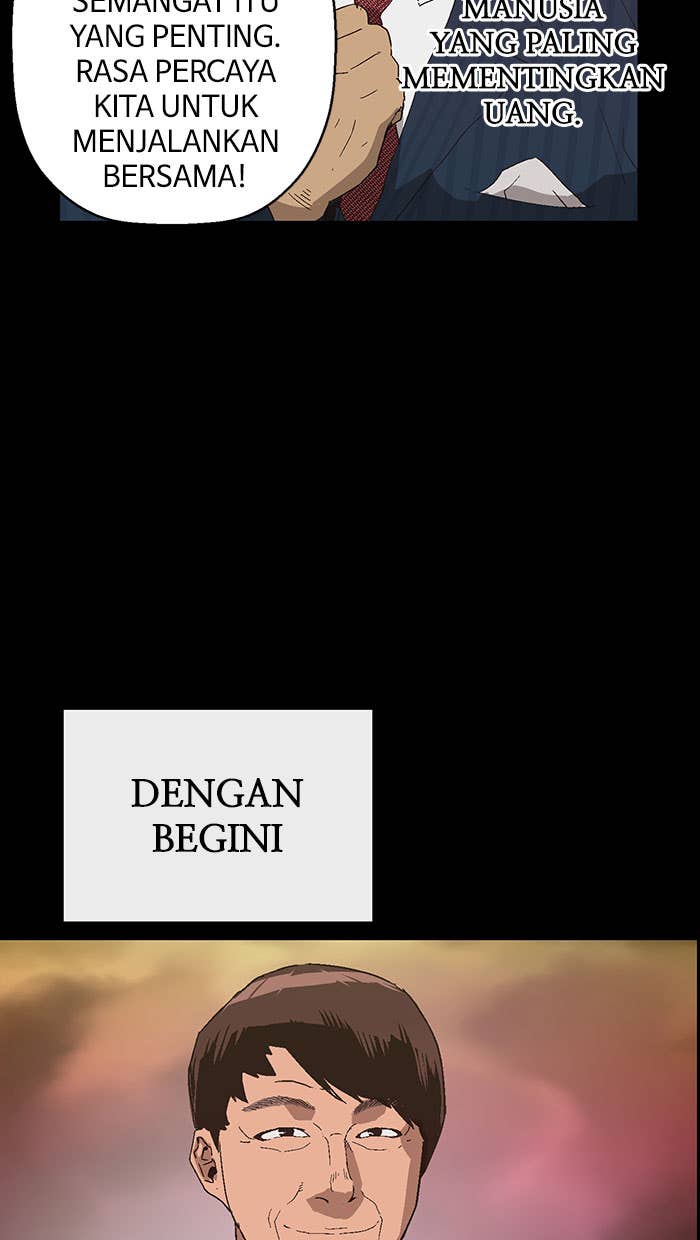 SEMANGAT ITU
YANG PENTING.
RASA PERCAYA
KITA UNTUK
MENJALANKAN
BERSAMA!
MANUSIA
YANG PALING
MEMENTINGKAN
UANG.
DENGAN
BEGINI